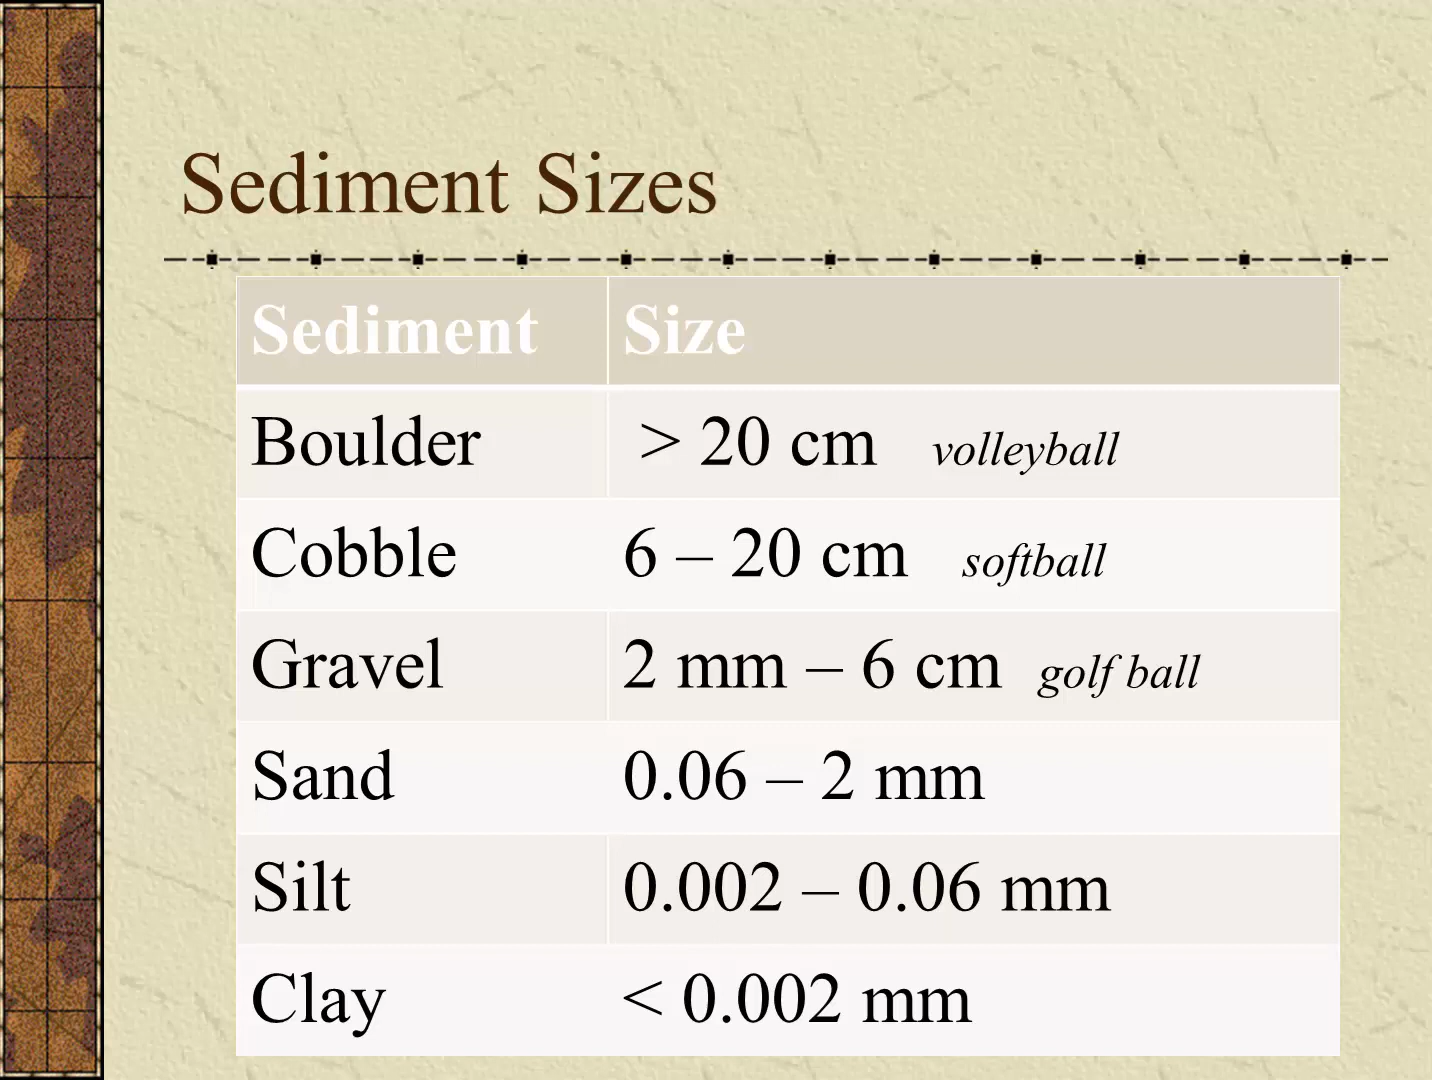 Sediment Sizes
Sediment Size
Boulder > 20 cm volleyball
Cobble 6 – 20 cm softball
Gravel 2 mm – 6 cm golf ball
Sand 0.06 – 2 mm
Silt 0.002 – 0.06 mm
Clay < 0.002 mm